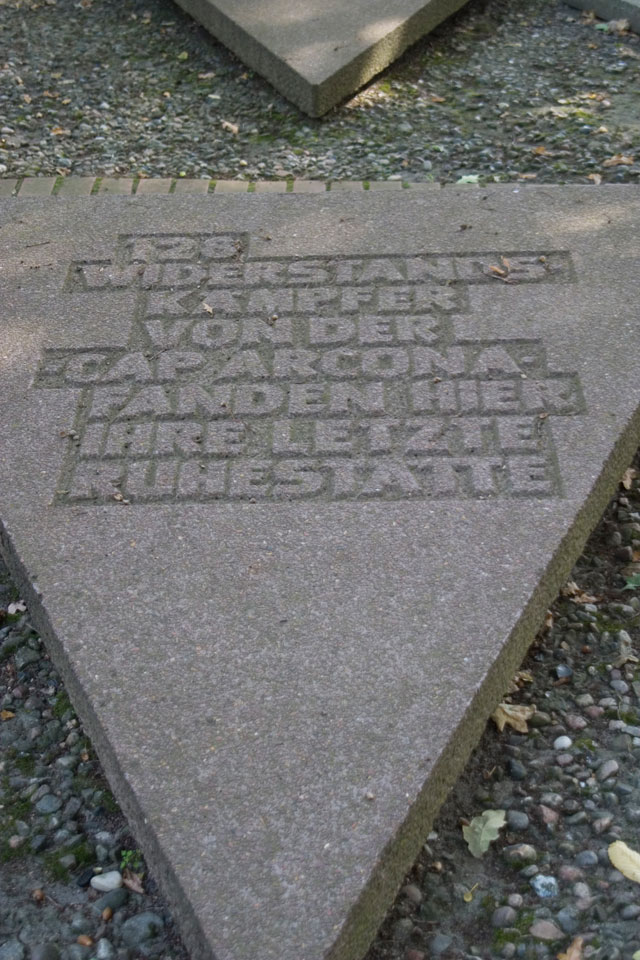 128
WIDERSTANDS-
KÄMPFER
VON DER
-CAP ARCONA-
FANDEN HIER
IHRE LETZTE
RUHESTÄTTE